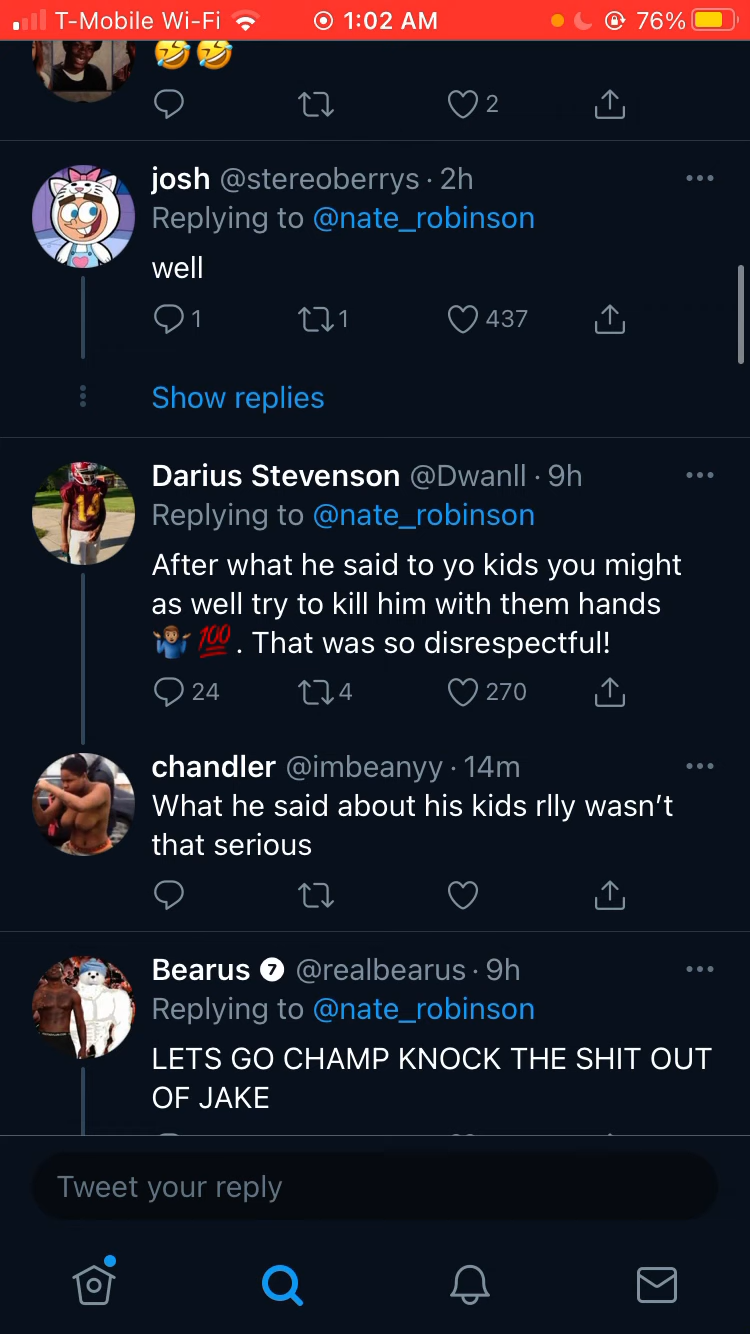 T-Mobile Wi-Fi 1:02 AM 76%
🤣🤣
2
josh @stereoberrys · 2h
Replying to @nate_robinson
well
1 1 437
Show replies
Darius Stevenson @Dwanll · 9h
Replying to @nate_robinson
After what he said to yo kids you might
as well try to kill him with them hands
🤷🏽‍♂️ 💯. That was so disrespectful!
24 4 270
chandler @imbeanyy · 14m
What he said about his kids rlly wasn’t
that serious
Bearus 7 @realbearus · 9h
Replying to @nate_robinson
LETS GO CHAMP KNOCK THE SHIT OUT
OF JAKE
Tweet your reply